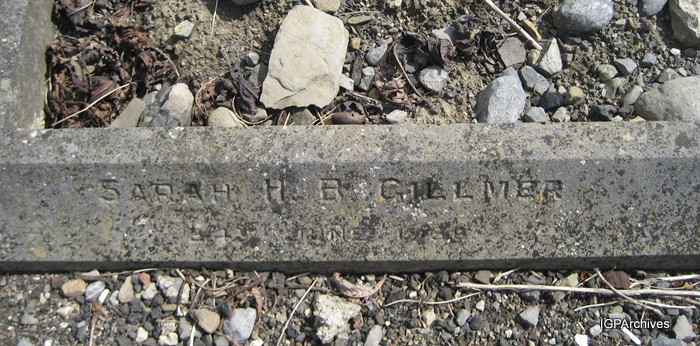 SARAH H. B. GILLMER
JUNE
IGPArchives